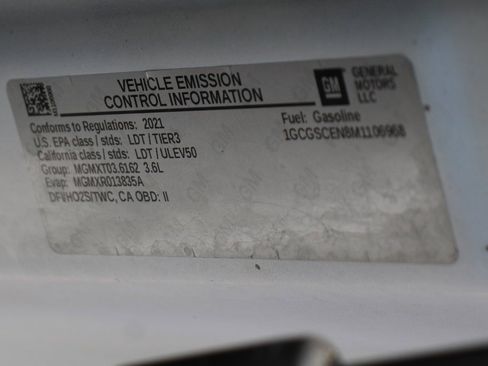 VEHICLE EMISSION
CONTROL INFORMATION
GM
GENERAL
MOTORS
LLC
Conforms to Regulations: 2021
U.S. EPA class / stds: LDT / TIER3
California class / stds: LDT / ULEV50
Group: MGMXT03.6162 3.6L
Evap: MGMXR013835A
DFI/HO2S/TWC, CA OBD: II
Fuel: Gasoline
1GCGSCEN8M1106968